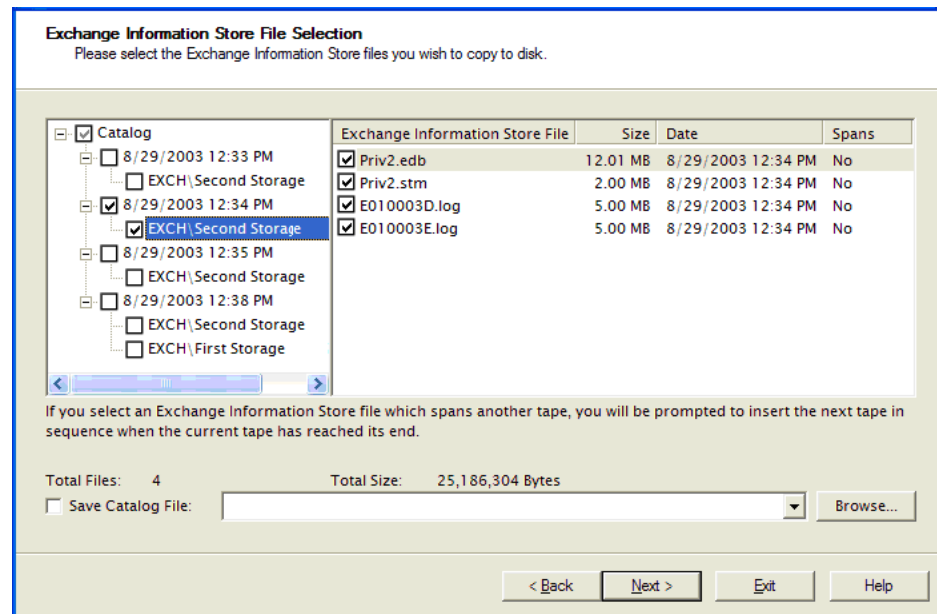 Exchange Information Store File Selection
Please select the Exchange Information Store files you wish to copy to disk.
Catalog
8/29/2003 12:33 PM
EXCH\Second Storage
8/29/2003 12:34 PM
EXCH\Second Storage
8/29/2003 12:35 PM
EXCH\Second Storage
8/29/2003 12:38 PM
EXCH\Second Storage
EXCH\First Storage
Exchange Information Store File Size Date Spans
Priv2.edb 12.01 MB 8/29/2003 12:34 PM No
Priv2.stm 2.00 MB 8/29/2003 12:34 PM No
E010003D.log 5.00 MB 8/29/2003 12:34 PM No
E010003E.log 5.00 MB 8/29/2003 12:34 PM No
If you select an Exchange Information Store file which spans another tape, you will be prompted to insert the next tape in
sequence when the current tape has reached its end.
Total Files: 4 Total Size: 25,186,304 Bytes
Save Catalog File: Browse...
< Back Next > Exit Help